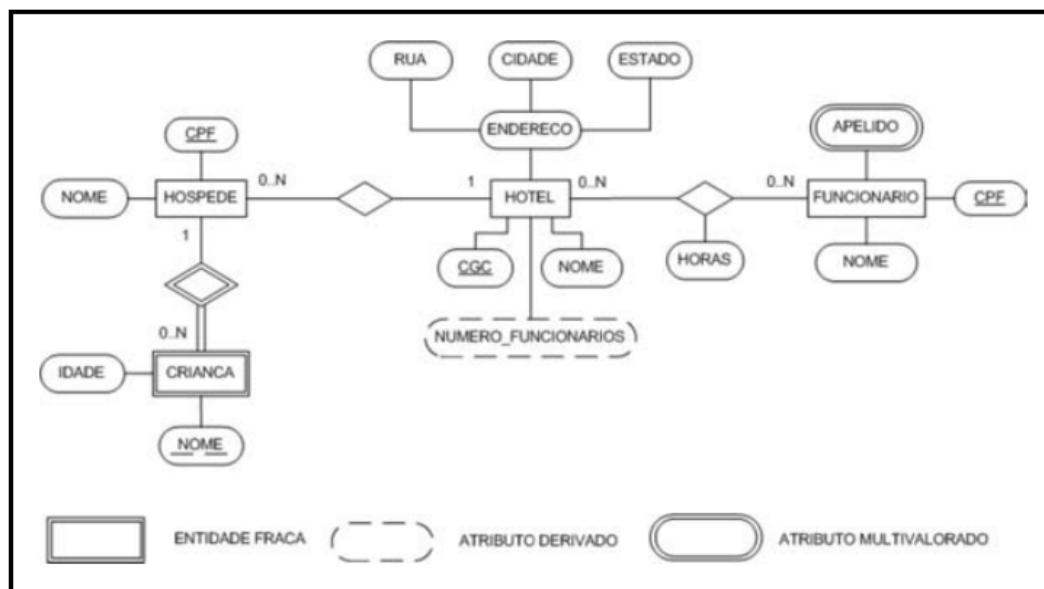 RUA
CIDADE
ESTADO
ENDERECO
APELIDO
CPF
0..N
1
0..N
0..N
NOME
HOSPEDE
HOTEL
FUNCIONARIO
CPF
1
CGC
NOME
HORAS
NOME
0..N
NUMERO_FUNCIONARIOS
IDADE
CRIANCA
NOME
ENTIDADE FRACA
ATRIBUTO DERIVADO
ATRIBUTO MULTIVALORADO